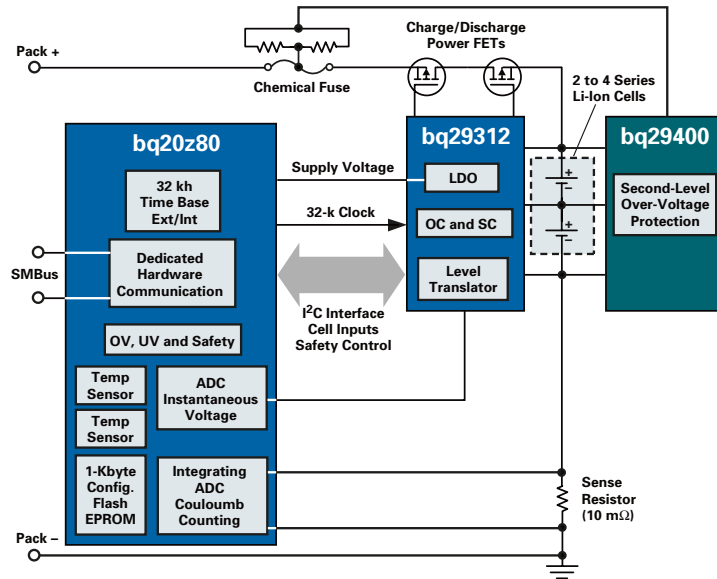 Pack +
Chemical Fuse
Charge/Discharge
Power FETs
2 to 4 Series
Li-Ion Cells
bq20z80
32 kh
Time Base
Ext/Int
SMBus
Dedicated
Hardware
Communication
OV, UV and Safety
Temp
Sensor
Temp
Sensor
ADC
Instantaneous
Voltage
1-Kbyte
Config.
Flash
EPROM
Integrating
ADC
Couloumb
Counting
Supply Voltage
32-k Clock
I²C Interface
Cell Inputs
Safety Control
bq29312
LDO
OC and SC
Level
Translator
+
–
+
–
bq29400
Second-Level
Over-Voltage
Protection
Sense
Resistor
(10 mΩ)
Pack –